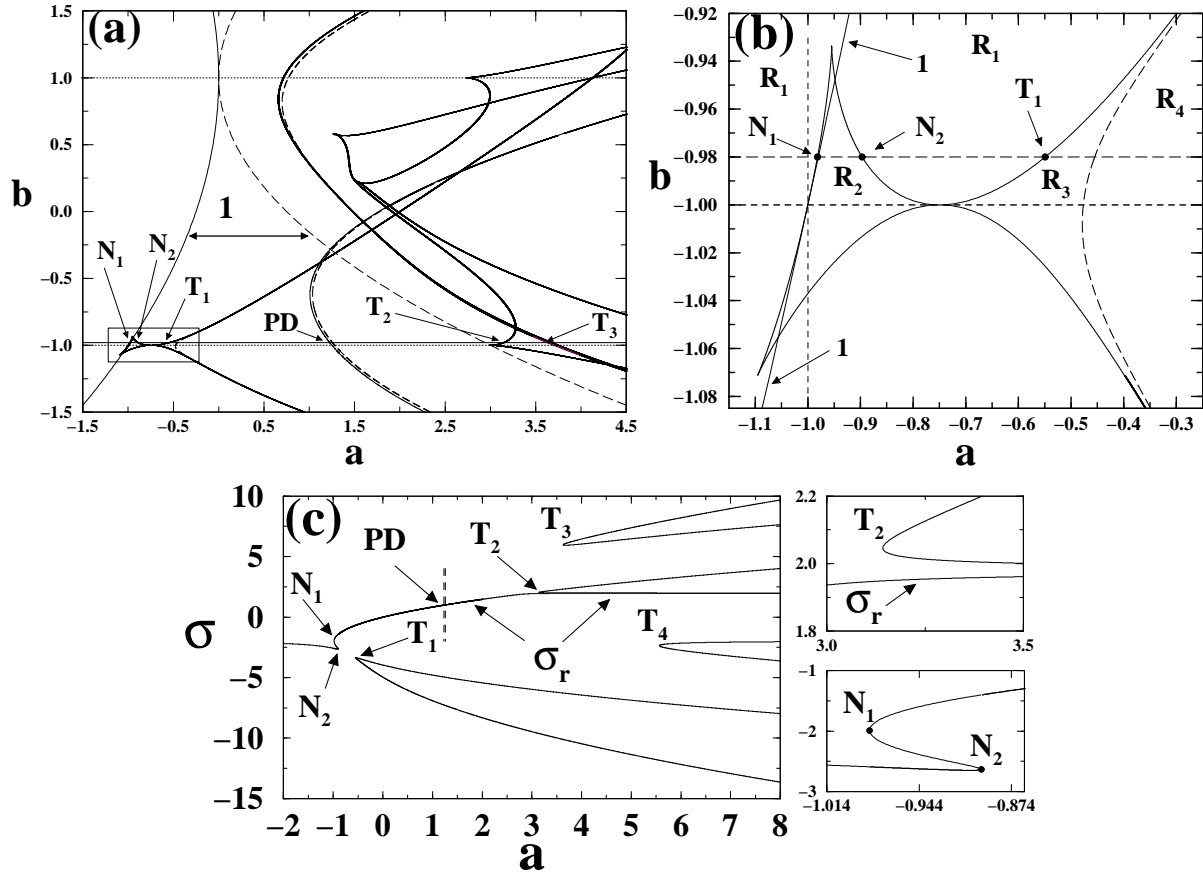 (a)
1.5
1.0
0.5
0.0
−0.5
−1.0
−1.5
b
−1.5 −0.5 0.5 1.5 2.5 3.5 4.5
a
1
N1
N2
T1
PD
T2
T3
(b)
−0.92
−0.94
−0.96
−0.98
−1.00
−1.02
−1.04
−1.06
−1.08
b
−1.1 −1.0 −0.9 −0.8 −0.7 −0.6 −0.5 −0.4 −0.3
a
R1
1
R1
T1
R4
N1
N2
R2
R3
1
(c)
10
5
0
−5
−10
−15
σ
−2 −1 0 1 2 3 4 5 6 7 8
a
N1
PD
T2
T3
T1
σr
T4
N2
2.2
2.0
1.8
3.0 3.5
T2
σr
−1
−2
−3
−1.014 −0.944 −0.874
N1
N2